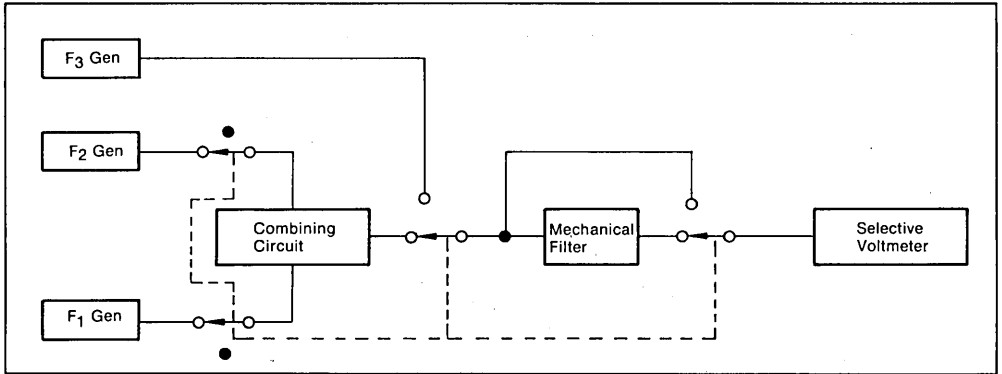 F3 Gen
F2 Gen
Combining
Circuit
Mechanical
Filter
Selective
Voltmeter
F1 Gen